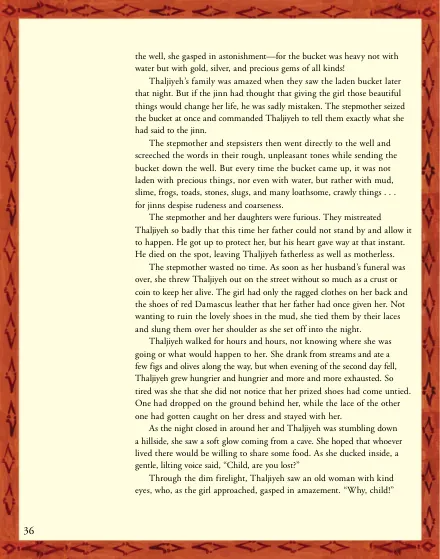 the well, she gasped in astonishment—for the bucket was heavy not with
water but with gold, silver, and precious gems of all kinds!
Thaljiyeh's family was amazed when they saw the laden bucket later
that night. But if the jinn had thought that giving the girl those beautiful
things would change her life, he was sadly mistaken. The stepmother seized
the bucket at once and commanded Thaljiyeh to tell them exactly what she
had said to the jinn.
The stepmother and stepsisters then went directly to the well and
screeched the words in their rough, unpleasant tones while sending the
bucket down the well. But every time the bucket came up, it was not
laden with precious things, nor even with water, but rather with mud,
slime, frogs, toads, stones, slugs, and many loathsome, crawly things . . .
for jinns despise rudeness and coarseness.
The stepmother and her daughters were furious. They mistreated
Thaljiyeh so badly that this time her father could not stand by and allow it
to happen. He got up to protect her, but his heart gave way at that instant.
He died on the spot, leaving Thaljiyeh fatherless as well as motherless.
The stepmother wasted no time. As soon as her husband's funeral was
over, she threw Thaljiyeh out on the street without so much as a crust or
coin to keep her alive. The girl had only the ragged clothes on her back and
the shoes of red Damascus leather that her father had once given her. Not
wanting to ruin the lovely shoes in the mud, she tied them by their laces
and slung them over her shoulder as she set off into the night.
Thaljiyeh walked for hours and hours, not knowing where she was
going or what would happen to her. She drank from streams and ate a
few figs and olives along the way, but when evening of the second day fell,
Thaljiyeh grew hungrier and hungrier and more and more exhausted. So
tired was she that she did not notice that her prized shoes had come untied.
One had dropped on the ground behind her, while the lace of the other
one had gotten caught on her dress and stayed with her.
As the night closed in around her and Thaljiyeh was stumbling down
a hillside, she saw a soft glow coming from a cave. She hoped that whoever
lived there would be willing to share some food. As she ducked inside, a
gentle, lilting voice said, "Child, are you lost?"
Through the dim firelight, Thaljiyeh saw an old woman with kind
eyes, who, as the girl approached, gasped in amazement. "Why, child!"
36